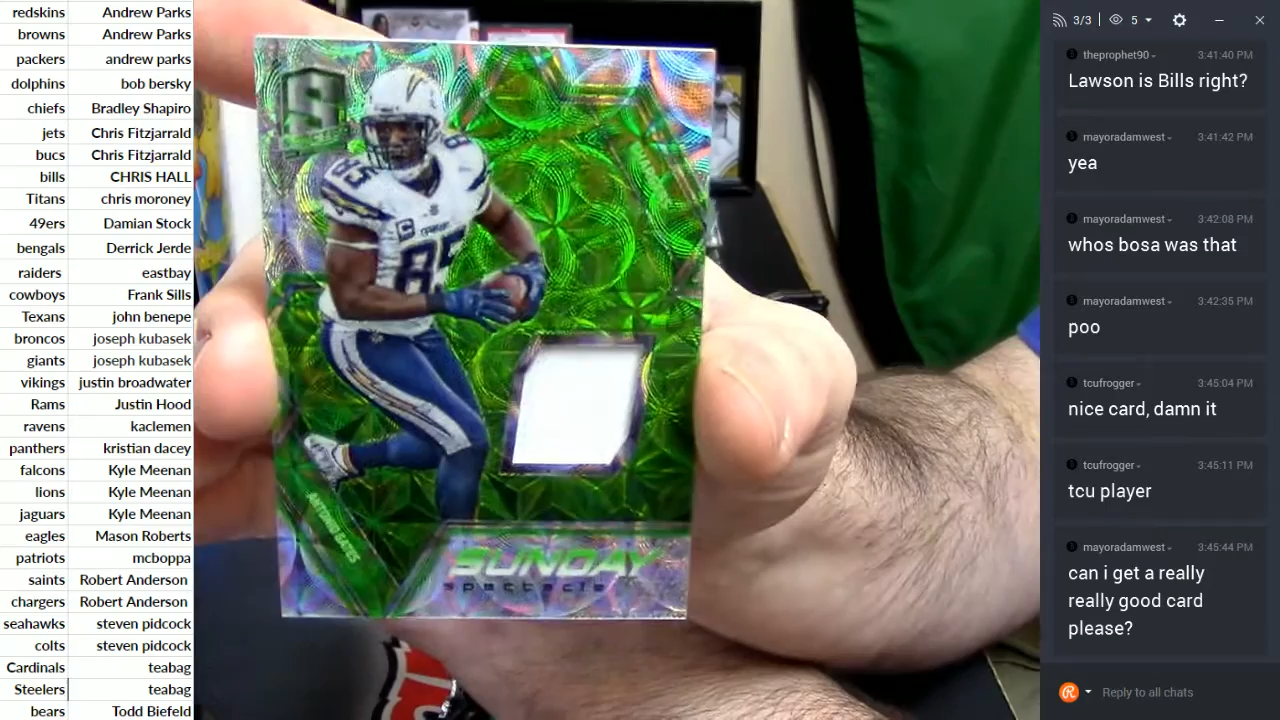 redskins Andrew Parks
browns Andrew Parks
packers andrew parks
dolphins bob bersky
chiefs Bradley Shapiro
jets Chris Fitzjarrald
bucs Chris Fitzjarrald
bills CHRIS HALL
Titans chris moroney
49ers Damian Stock
bengals Derrick Jerde
raiders eastbay
cowboys Frank Sills
Texans john benepe
broncos joseph kubasek
giants joseph kubasek
vikings justin broadwater
Rams Justin Hood
ravens kaclemen
panthers kristian dacey
falcons Kyle Meenan
lions Kyle Meenan
jaguars Kyle Meenan
eagles Mason Roberts
patriots mcboppa
saints Robert Anderson
chargers Robert Anderson
seahawks steven pidcock
colts steven pidcock
Cardinals teabag
Steelers teabag
bears Todd Biefeld
S
85
85
C
ANTONIO GATES
SUNDAY
spectacle
3/3 5
theprophet90 3:41:40 PM
Lawson is Bills right?
mayoradamwest 3:41:42 PM
yea
mayoradamwest 3:42:08 PM
whos bosa was that
mayoradamwest 3:42:35 PM
poo
tcufrogger 3:45:04 PM
nice card, damn it
tcufrogger 3:45:11 PM
tcu player
mayoradamwest 3:45:44 PM
can i get a really
really good card
please?
Reply to all chats